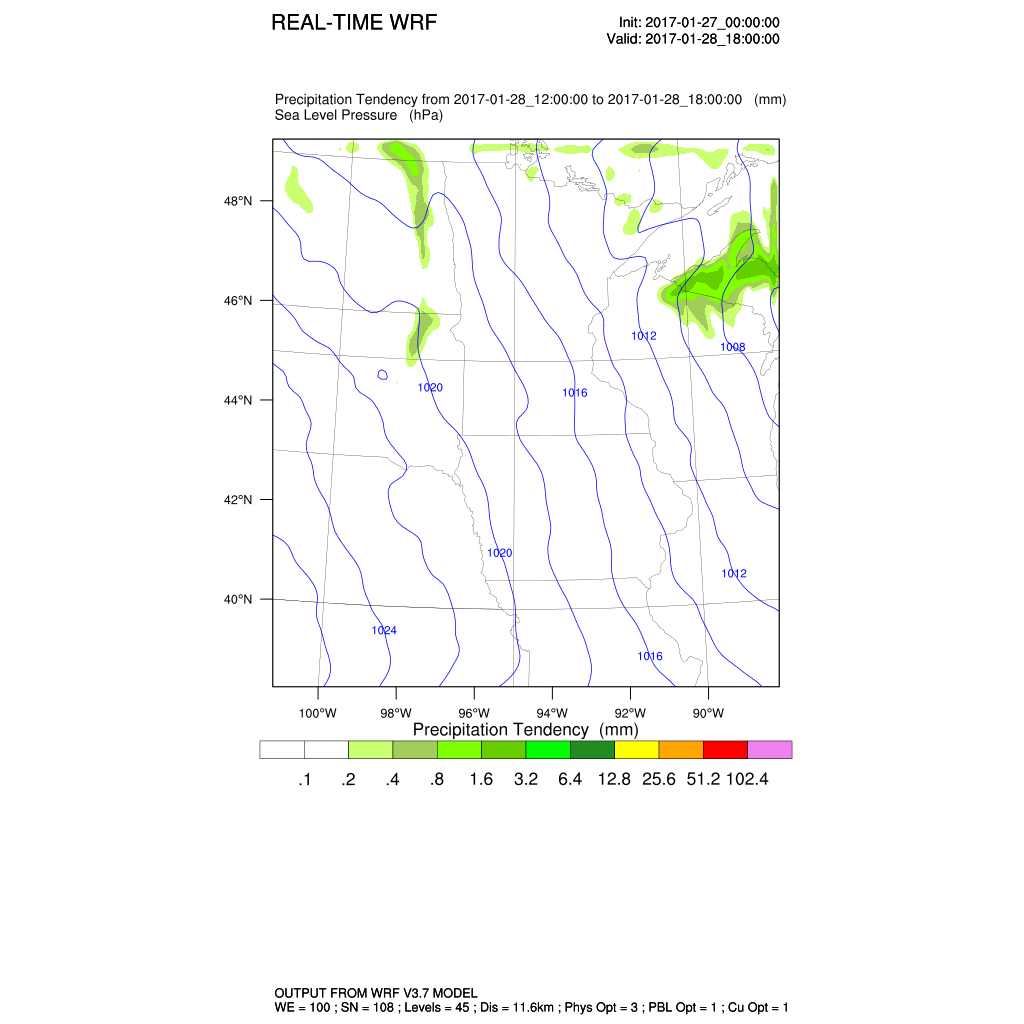 REAL-TIME WRF
Init: 2017-01-27_00:00:00
Valid: 2017-01-28_18:00:00
Precipitation Tendency from 2017-01-28_12:00:00 to 2017-01-28_18:00:00 (mm)
Sea Level Pressure (hPa)
48°N
46°N
1012
1008
1020
1016
44°N
42°N
1020
1012
40°N
1024
1016
100°W 98°W 96°W 94°W 92°W 90°W
Precipitation Tendency (mm)
.1 .2 .4 .8 1.6 3.2 6.4 12.8 25.6 51.2 102.4
OUTPUT FROM WRF V3.7 MODEL
WE = 100 ; SN = 108 ; Levels = 45 ; Dis = 11.6km ; Phys Opt = 3 ; PBL Opt = 1 ; Cu Opt = 1